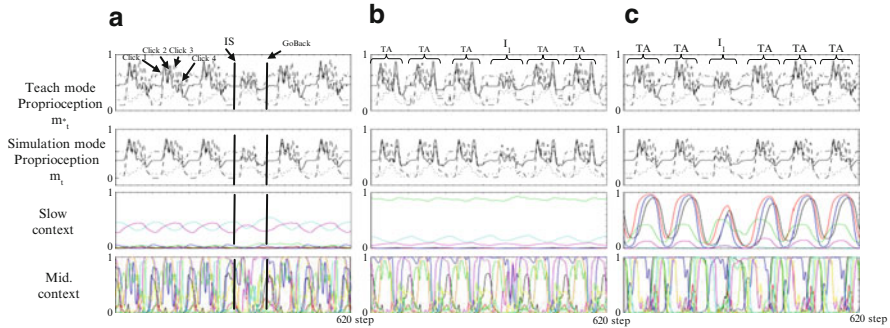 a b c
IS
GoBack
Click 1
Click 2
Click 3
Click 4
TA TA TA I1 TA TA
TA TA I1 TA TA TA
Teach mode
Proprioception
m*t
Simulation mode
Proprioception
mt
Slow
context
Mid.
context
1
0
1
0
1
0
1
0
620 step
1
0
1
0
1
0
1
0
620 step
1
0
1
0
1
0
1
0
620 step